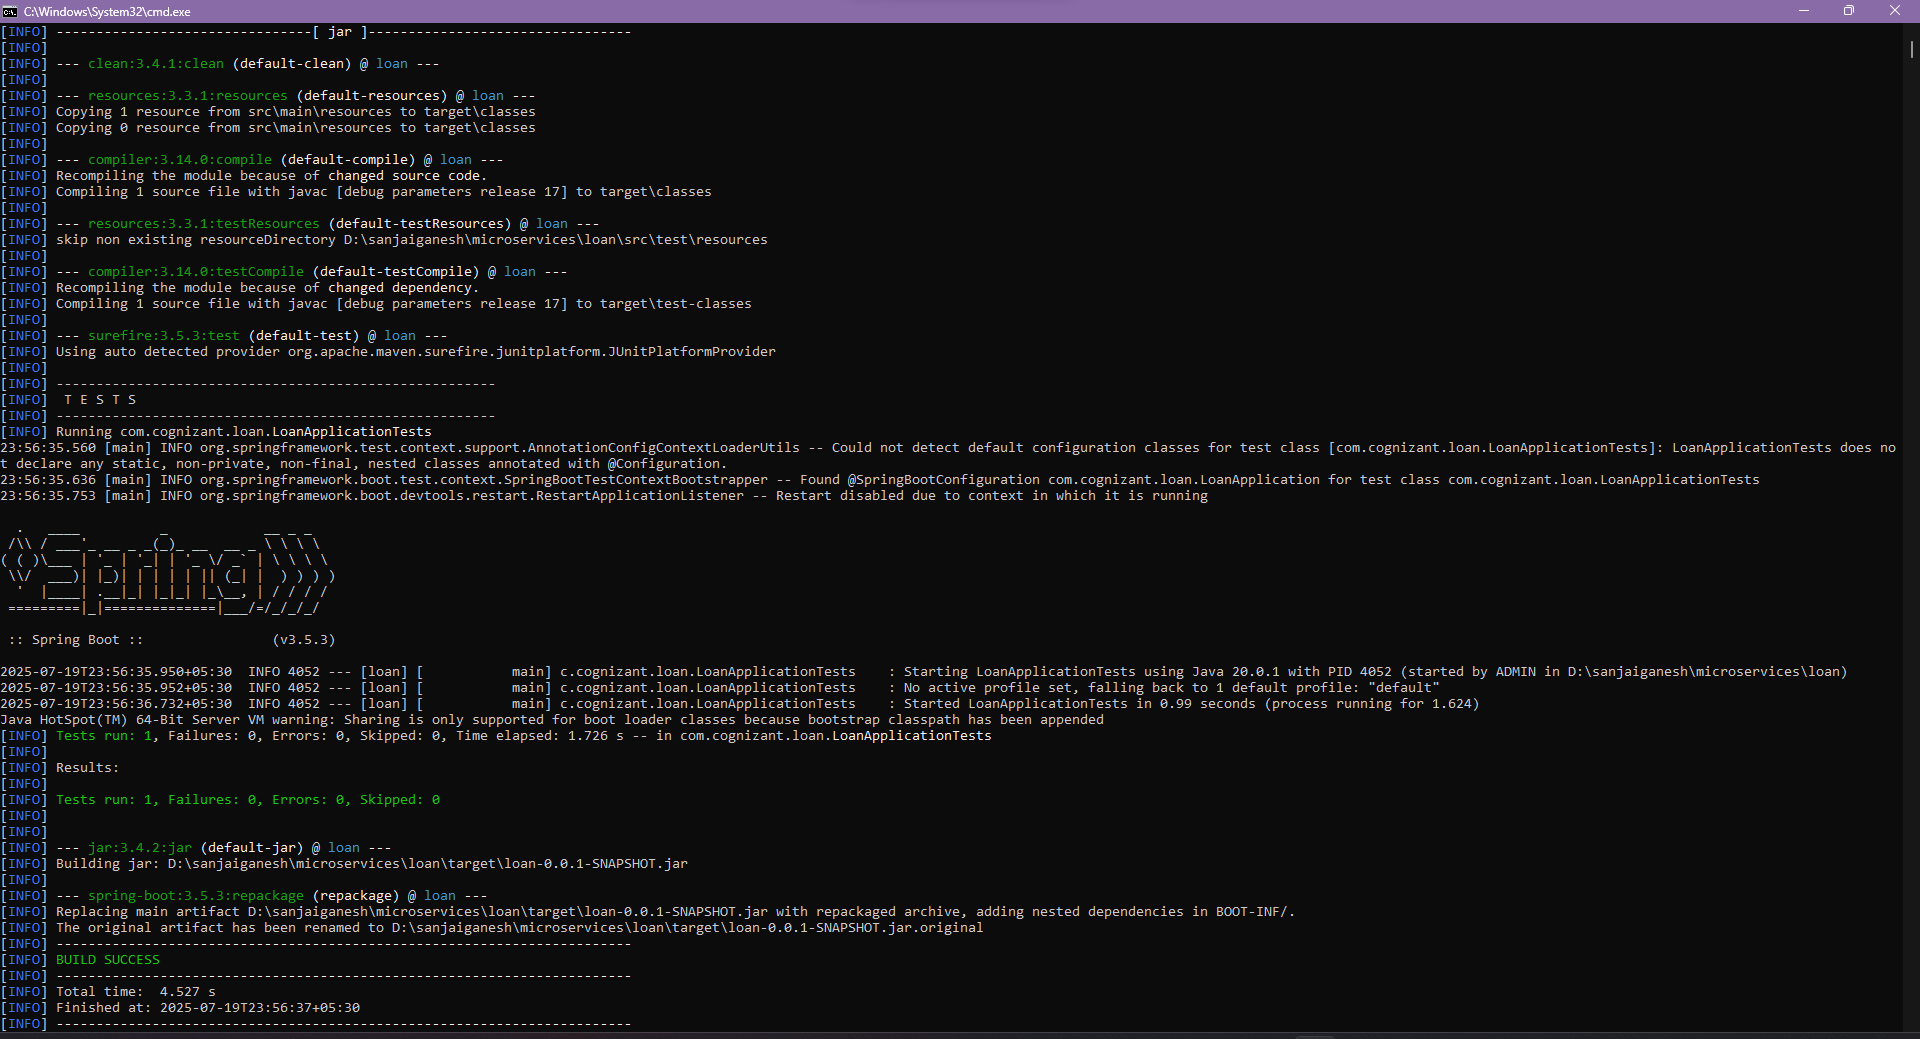 C:\Windows\System32\cmd.exe
[INFO] --------------------------------[ jar ]---------------------------------
[INFO]
[INFO] --- clean:3.4.1:clean (default-clean) @ loan ---
[INFO]
[INFO] --- resources:3.3.1:resources (default-resources) @ loan ---
[INFO] Copying 1 resource from src\main\resources to target\classes
[INFO] Copying 0 resource from src\main\resources to target\classes
[INFO]
[INFO] --- compiler:3.14.0:compile (default-compile) @ loan ---
[INFO] Recompiling the module because of changed source code.
[INFO] Compiling 1 source file with javac [debug parameters release 17] to target\classes
[INFO]
[INFO] --- resources:3.3.1:testResources (default-testResources) @ loan ---
[INFO] skip non existing resourceDirectory D:\sanjaiganesh\microservices\loan\src\test\resources
[INFO]
[INFO] --- compiler:3.14.0:testCompile (default-testCompile) @ loan ---
[INFO] Recompiling the module because of changed dependency.
[INFO] Compiling 1 source file with javac [debug parameters release 17] to target\test-classes
[INFO]
[INFO] --- surefire:3.5.3:test (default-test) @ loan ---
[INFO] Using auto detected provider org.apache.maven.surefire.junitplatform.JUnitPlatformProvider
[INFO]
[INFO] -------------------------------------------------------
[INFO]  T E S T S
[INFO] -------------------------------------------------------
[INFO] Running com.cognizant.loan.LoanApplicationTests
23:56:35.560 [main] INFO org.springframework.test.context.support.AnnotationConfigContextLoaderUtils -- Could not detect default configuration classes for test class [com.cognizant.loan.LoanApplicationTests]: LoanApplicationTests does no
t declare any static, non-private, non-final, nested classes annotated with @Configuration.
23:56:35.636 [main] INFO org.springframework.boot.test.context.SpringBootTestContextBootstrapper -- Found @SpringBootConfiguration com.cognizant.loan.LoanApplication for test class com.cognizant.loan.LoanApplicationTests
23:56:35.753 [main] INFO org.springframework.boot.devtools.restart.RestartApplicationListener -- Restart disabled due to context in which it is running
  .   ____          _            __ _ _
 /\\ / ___'_ __ _ _(_)_ __  __ _ \ \ \ \
( ( )\___ | '_ | '_| | '_ \/ _` | \ \ \ \
 \\/  ___)| |_)| | | | | || (_| |  ) ) ) )
  '  |____| .__|_| |_|_| |_\__, | / / / /
 =========|_|==============|___/=/_/_/_/
 :: Spring Boot ::                (v3.5.3)
2025-07-19T23:56:35.950+05:30  INFO 4052 --- [loan] [           main] c.cognizant.loan.LoanApplicationTests    : Starting LoanApplicationTests using Java 20.0.1 with PID 4052 (started by ADMIN in D:\sanjaiganesh\microservices\loan)
2025-07-19T23:56:35.952+05:30  INFO 4052 --- [loan] [           main] c.cognizant.loan.LoanApplicationTests    : No active profile set, falling back to 1 default profile: "default"
2025-07-19T23:56:36.732+05:30  INFO 4052 --- [loan] [           main] c.cognizant.loan.LoanApplicationTests    : Started LoanApplicationTests in 0.99 seconds (process running for 1.624)
Java HotSpot(TM) 64-Bit Server VM warning: Sharing is only supported for boot loader classes because bootstrap classpath has been appended
[INFO] Tests run: 1, Failures: 0, Errors: 0, Skipped: 0, Time elapsed: 1.726 s -- in com.cognizant.loan.LoanApplicationTests
[INFO]
[INFO] Results:
[INFO]
[INFO] Tests run: 1, Failures: 0, Errors: 0, Skipped: 0
[INFO]
[INFO]
[INFO] --- jar:3.4.2:jar (default-jar) @ loan ---
[INFO] Building jar: D:\sanjaiganesh\microservices\loan\target\loan-0.0.1-SNAPSHOT.jar
[INFO]
[INFO] --- spring-boot:3.5.3:repackage (repackage) @ loan ---
[INFO] Replacing main artifact D:\sanjaiganesh\microservices\loan\target\loan-0.0.1-SNAPSHOT.jar with repackaged archive, adding nested dependencies in BOOT-INF/.
[INFO] The original artifact has been renamed to D:\sanjaiganesh\microservices\loan\target\loan-0.0.1-SNAPSHOT.jar.original
[INFO] ------------------------------------------------------------------------
[INFO] BUILD SUCCESS
[INFO] ------------------------------------------------------------------------
[INFO] Total time:  4.527 s
[INFO] Finished at: 2025-07-19T23:56:37+05:30
[INFO] ------------------------------------------------------------------------